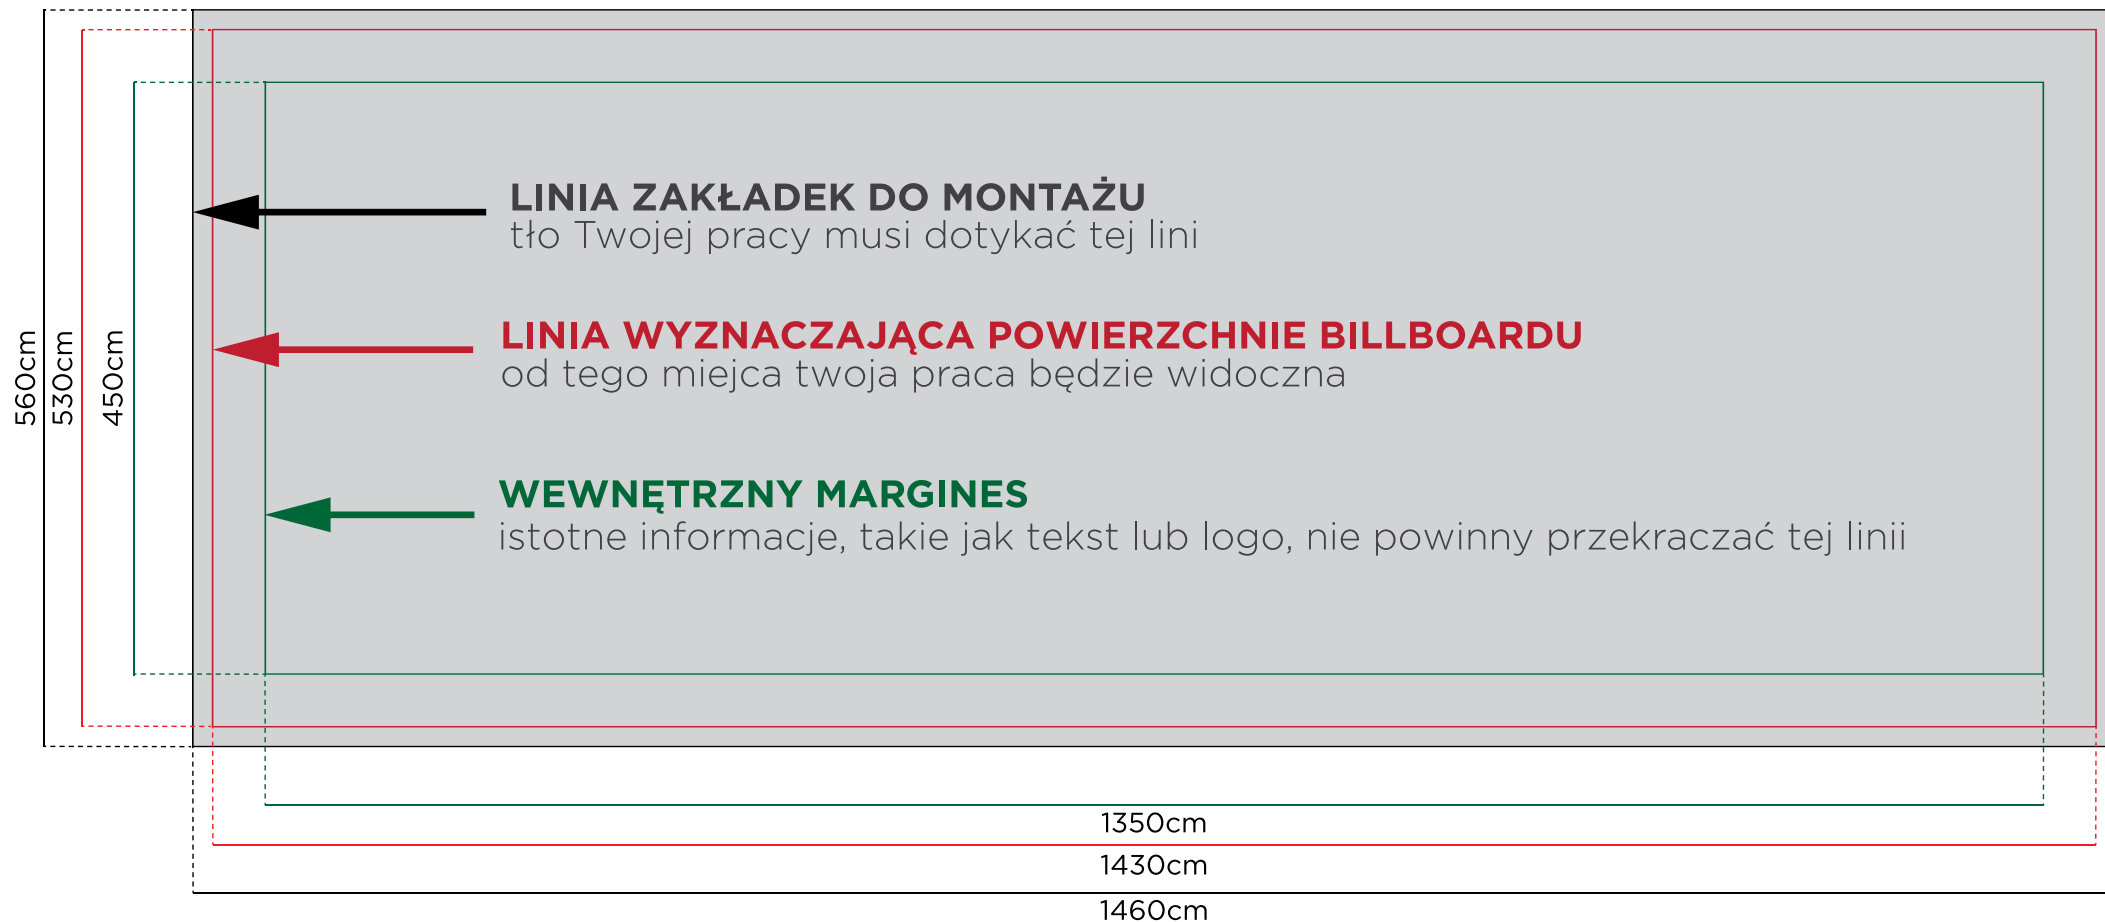 LINIA ZAKŁADEK DO MONTAŻU
tło Twojej pracy musi dotykać tej lini
LINIA WYZNACZAJĄCA POWIERZCHNIE BILLBOARDU
od tego miejca twoja praca będzie widoczna
WEWNĘTRZNY MARGINES
istotne informacje, takie jak tekst lub logo, nie powinny przekraczać tej linii
560cm
530cm
450cm
1350cm
1430cm
1460cm